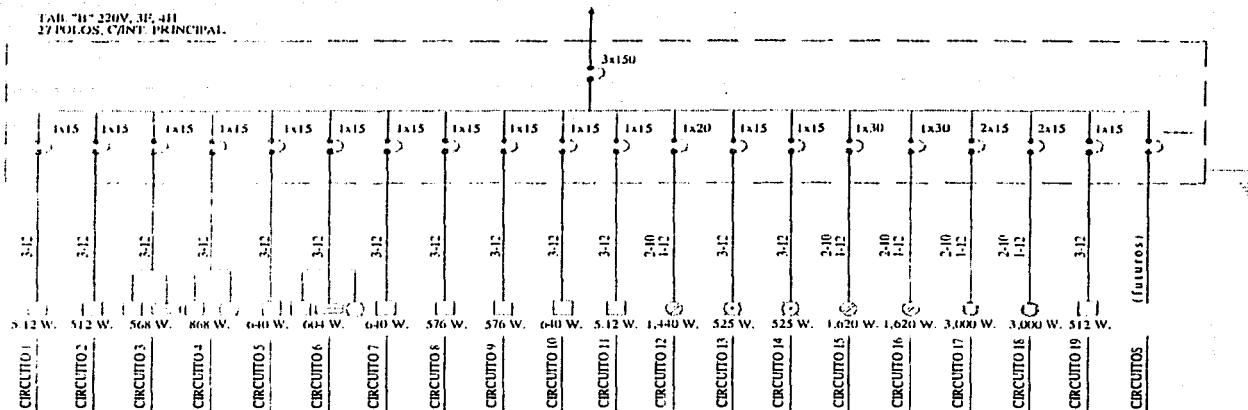 TAB. "B" 220V, 3F, 4H
27 POLOS, C/INT. PRINCIPAL.
3x150
1x15 1x15 1x15 1x15 1x15 1x15 1x15 1x15 1x15 1x15 1x15 1x20 1x15 1x15 1x30 1x30 2x15 2x15 1x15
3-12 3-12 3-12 3-12 3-12 3-12 3-12 3-12 3-12 3-12 3-12 2-10 1-12 3-12 3-12 2-10 1-12 2-10 1-12 2-10 1-12 2-10 1-12 3-12 (futuros)
5.12 W. 512 W. 568 W. 868 W. 640 W. 604 W. 640 W. 576 W. 576 W. 640 W. 5.12 W. 1,440 W. 525 W. 525 W. 1,620 W. 1,620 W. 3,000 W. 3,000 W. 512 W.
CIRCUITO 1 CIRCUITO 2 CIRCUITO 3 CIRCUITO 4 CIRCUITO 5 CIRCUITO 6 CIRCUITO 7 CIRCUITO 8 CIRCUITO 9 CIRCUITO 10 CIRCUITO 11 CIRCUITO 12 CIRCUITO 13 CIRCUITO 14 CIRCUITO 15 CIRCUITO 16 CIRCUITO 17 CIRCUITO 18 CIRCUITO 19 CIRCUITOS